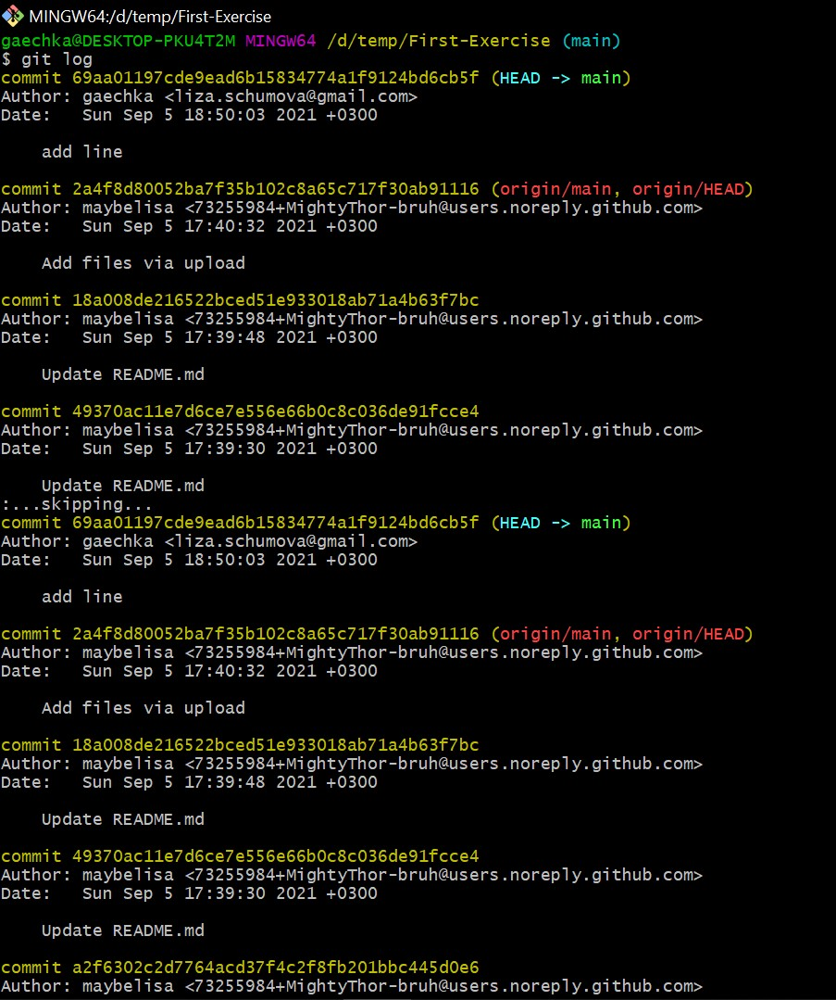 MINGW64:/d/temp/First-Exercise
gaechka@DESKTOP-PKU4T2M MINGW64 /d/temp/First-Exercise (main)
$ git log
commit 69aa01197cde9ead6b15834774a1f9124bd6cb5f (HEAD -> main)
Author: gaechka <liza.schumova@gmail.com>
Date:   Sun Sep 5 18:50:03 2021 +0300
    add line
commit 2a4f8d80052ba7f35b102c8a65c717f30ab91116 (origin/main, origin/HEAD)
Author: maybelisa <73255984+MightyThor-bruh@users.noreply.github.com>
Date:   Sun Sep 5 17:40:32 2021 +0300
    Add files via upload
commit 18a008de216522bced51e933018ab71a4b63f7bc
Author: maybelisa <73255984+MightyThor-bruh@users.noreply.github.com>
Date:   Sun Sep 5 17:39:48 2021 +0300
    Update README.md
commit 49370ac11e7d6ce7e556e66b0c8c036de91fcce4
Author: maybelisa <73255984+MightyThor-bruh@users.noreply.github.com>
Date:   Sun Sep 5 17:39:30 2021 +0300
    Update README.md
:...skipping...
commit 69aa01197cde9ead6b15834774a1f9124bd6cb5f (HEAD -> main)
Author: gaechka <liza.schumova@gmail.com>
Date:   Sun Sep 5 18:50:03 2021 +0300
    add line
commit 2a4f8d80052ba7f35b102c8a65c717f30ab91116 (origin/main, origin/HEAD)
Author: maybelisa <73255984+MightyThor-bruh@users.noreply.github.com>
Date:   Sun Sep 5 17:40:32 2021 +0300
    Add files via upload
commit 18a008de216522bced51e933018ab71a4b63f7bc
Author: maybelisa <73255984+MightyThor-bruh@users.noreply.github.com>
Date:   Sun Sep 5 17:39:48 2021 +0300
    Update README.md
commit 49370ac11e7d6ce7e556e66b0c8c036de91fcce4
Author: maybelisa <73255984+MightyThor-bruh@users.noreply.github.com>
Date:   Sun Sep 5 17:39:30 2021 +0300
    Update README.md
commit a2f6302c2d7764acd37f4c2f8fb201bbc445d0e6
Author: maybelisa <73255984+MightyThor-bruh@users.noreply.github.com>